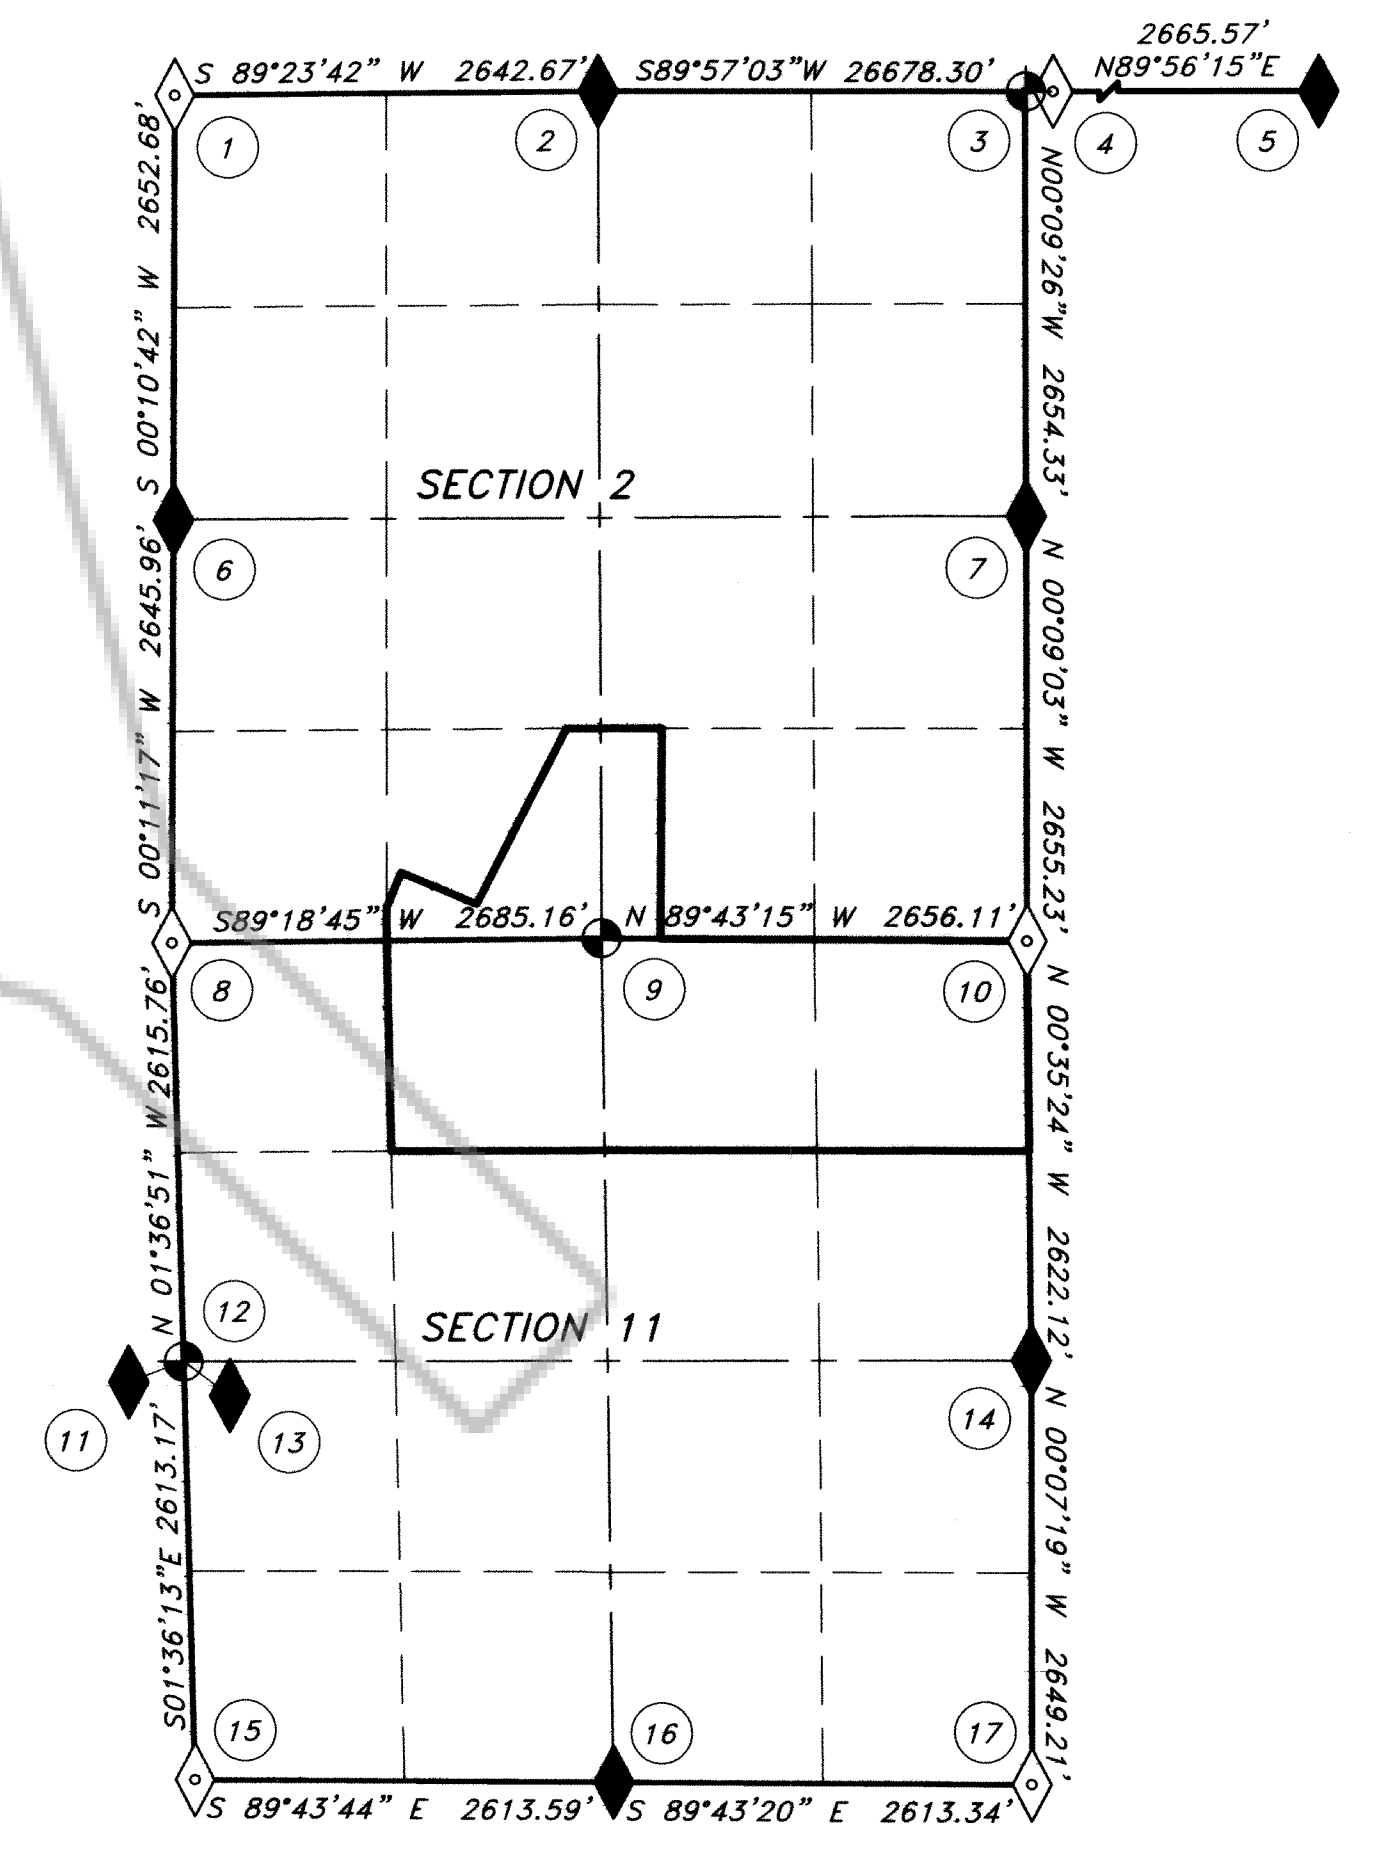 2665.57'
S 89°23'42" W 2642.67'
S89°57'03"W 26678.30'
N89°56'15"E
1
2
3
4
5
S 00°10'42" W 2652.68'
N00°09'26"W 2654.33'
SECTION 2
6
7
S 00°11'17" W 2645.96'
N 00°09'03" W 2655.23'
S89°18'45" W 2685.16'
N 89°43'15" W 2656.11'
8
9
10
N 01°36'51" W 2615.76'
N 00°35'24" W 2622.12'
12
SECTION 11
11
13
14
S01°36'13"E 2613.17'
N 00°07'19" W 2649.21'
15
16
17
S 89°43'44" E 2613.59'
S 89°43'20" E 2613.34'